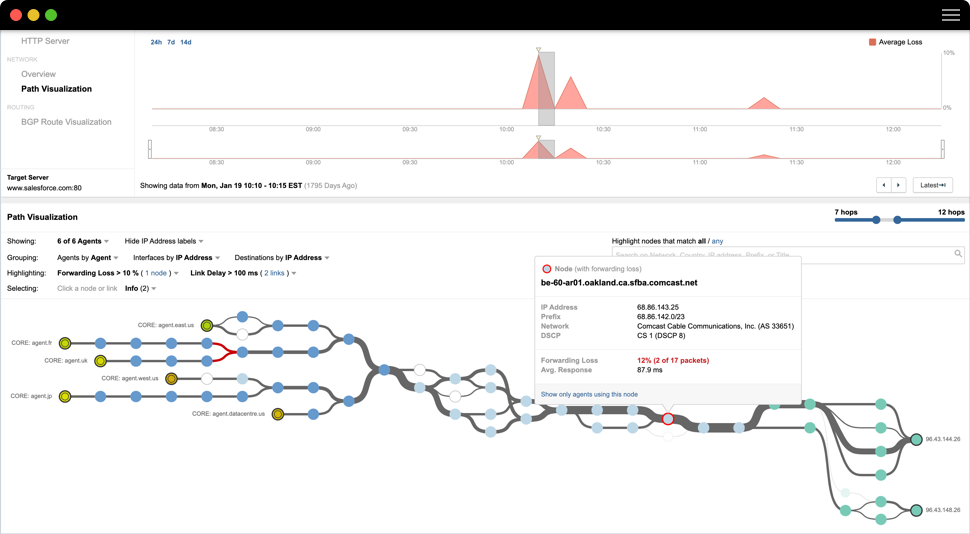 HTTP Server
NETWORK
Overview
Path Visualization
ROUTING
BGP Route Visualization
Target Server
www.salesforce.com:80
24h 7d 14d
Average Loss
10%
0%
08:30 09:00 09:30 10:00 10:30 11:00 11:30 12:00
08:30 09:00 09:30 10:00 10:30 11:00 11:30 12:00
Showing data from Mon, Jan 19 10:10 - 10:15 EST (1795 Days Ago)
Latest
Path Visualization
7 hops 12 hops
Showing: 6 of 6 Agents Hide IP Address labels
Highlight nodes that match all / any
Grouping: Agents by Agent Interfaces by IP Address Destinations by IP Address
Search on Network, Country, IP address, Prefix, or Title
Highlighting: Forwarding Loss > 10 % ( 1 node ) Link Delay > 100 ms ( 2 links )
Selecting: Click a node or link Info (2)
Node (with forwarding loss)
be-60-ar01.oakland.ca.sfba.comcast.net
IP Address 68.86.143.25
Prefix 68.86.142.0/23
Network Comcast Cable Communications, Inc. (AS 33651)
DSCP CS 1 (DSCP 8)
Forwarding Loss 12% (2 of 17 packets)
Avg. Response 87.9 ms
Show only agents using this node
CORE: agent.east.us
CORE: agent.fr
CORE: agent.uk
CORE: agent.west.us
CORE: agent.jp
CORE: agent.datacentre.us
96.43.144.26
96.43.148.26